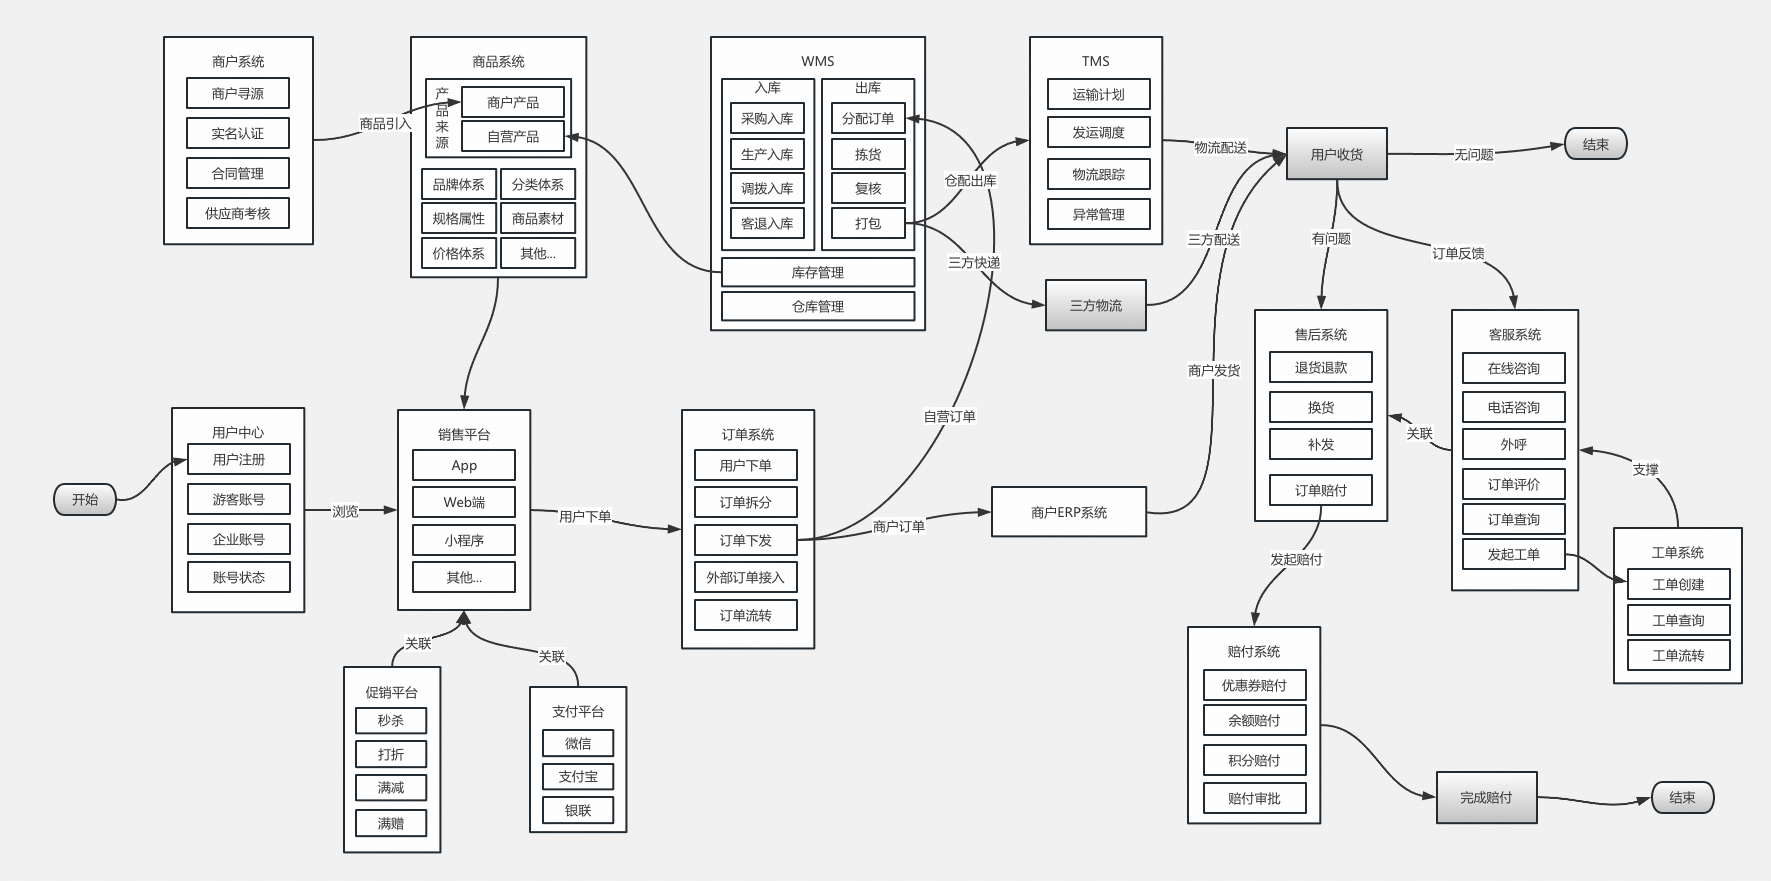 商户系统
商户寻源
实名认证
合同管理
供应商考核
商品引入
商品系统
产品来源
商户产品
自营产品
品牌体系
分类体系
规格属性
商品素材
价格体系
其他...
WMS
入库
采购入库
生产入库
调拨入库
客退入库
出库
分配订单
拣货
复核
打包
库存管理
仓库管理
仓配出库
三方快递
TMS
运输计划
发运调度
物流跟踪
异常管理
三方物流
物流配送
三方配送
商户发货
用户收货
无问题
结束
有问题
订单反馈
开始
用户中心
用户注册
游客账号
企业账号
账号状态
浏览
销售平台
App
Web端
小程序
其他...
用户下单
订单系统
用户下单
订单拆分
订单下发
外部订单接入
订单流转
自营订单
商户订单
商户ERP系统
关联
促销平台
秒杀
打折
满减
满赠
关联
支付平台
微信
支付宝
银联
售后系统
退货退款
换货
补发
订单赔付
关联
客服系统
在线咨询
电话咨询
外呼
订单评价
订单查询
发起工单
支撑
工单系统
工单创建
工单查询
工单流转
发起赔付
赔付系统
优惠券赔付
余额赔付
积分赔付
赔付审批
完成赔付
结束